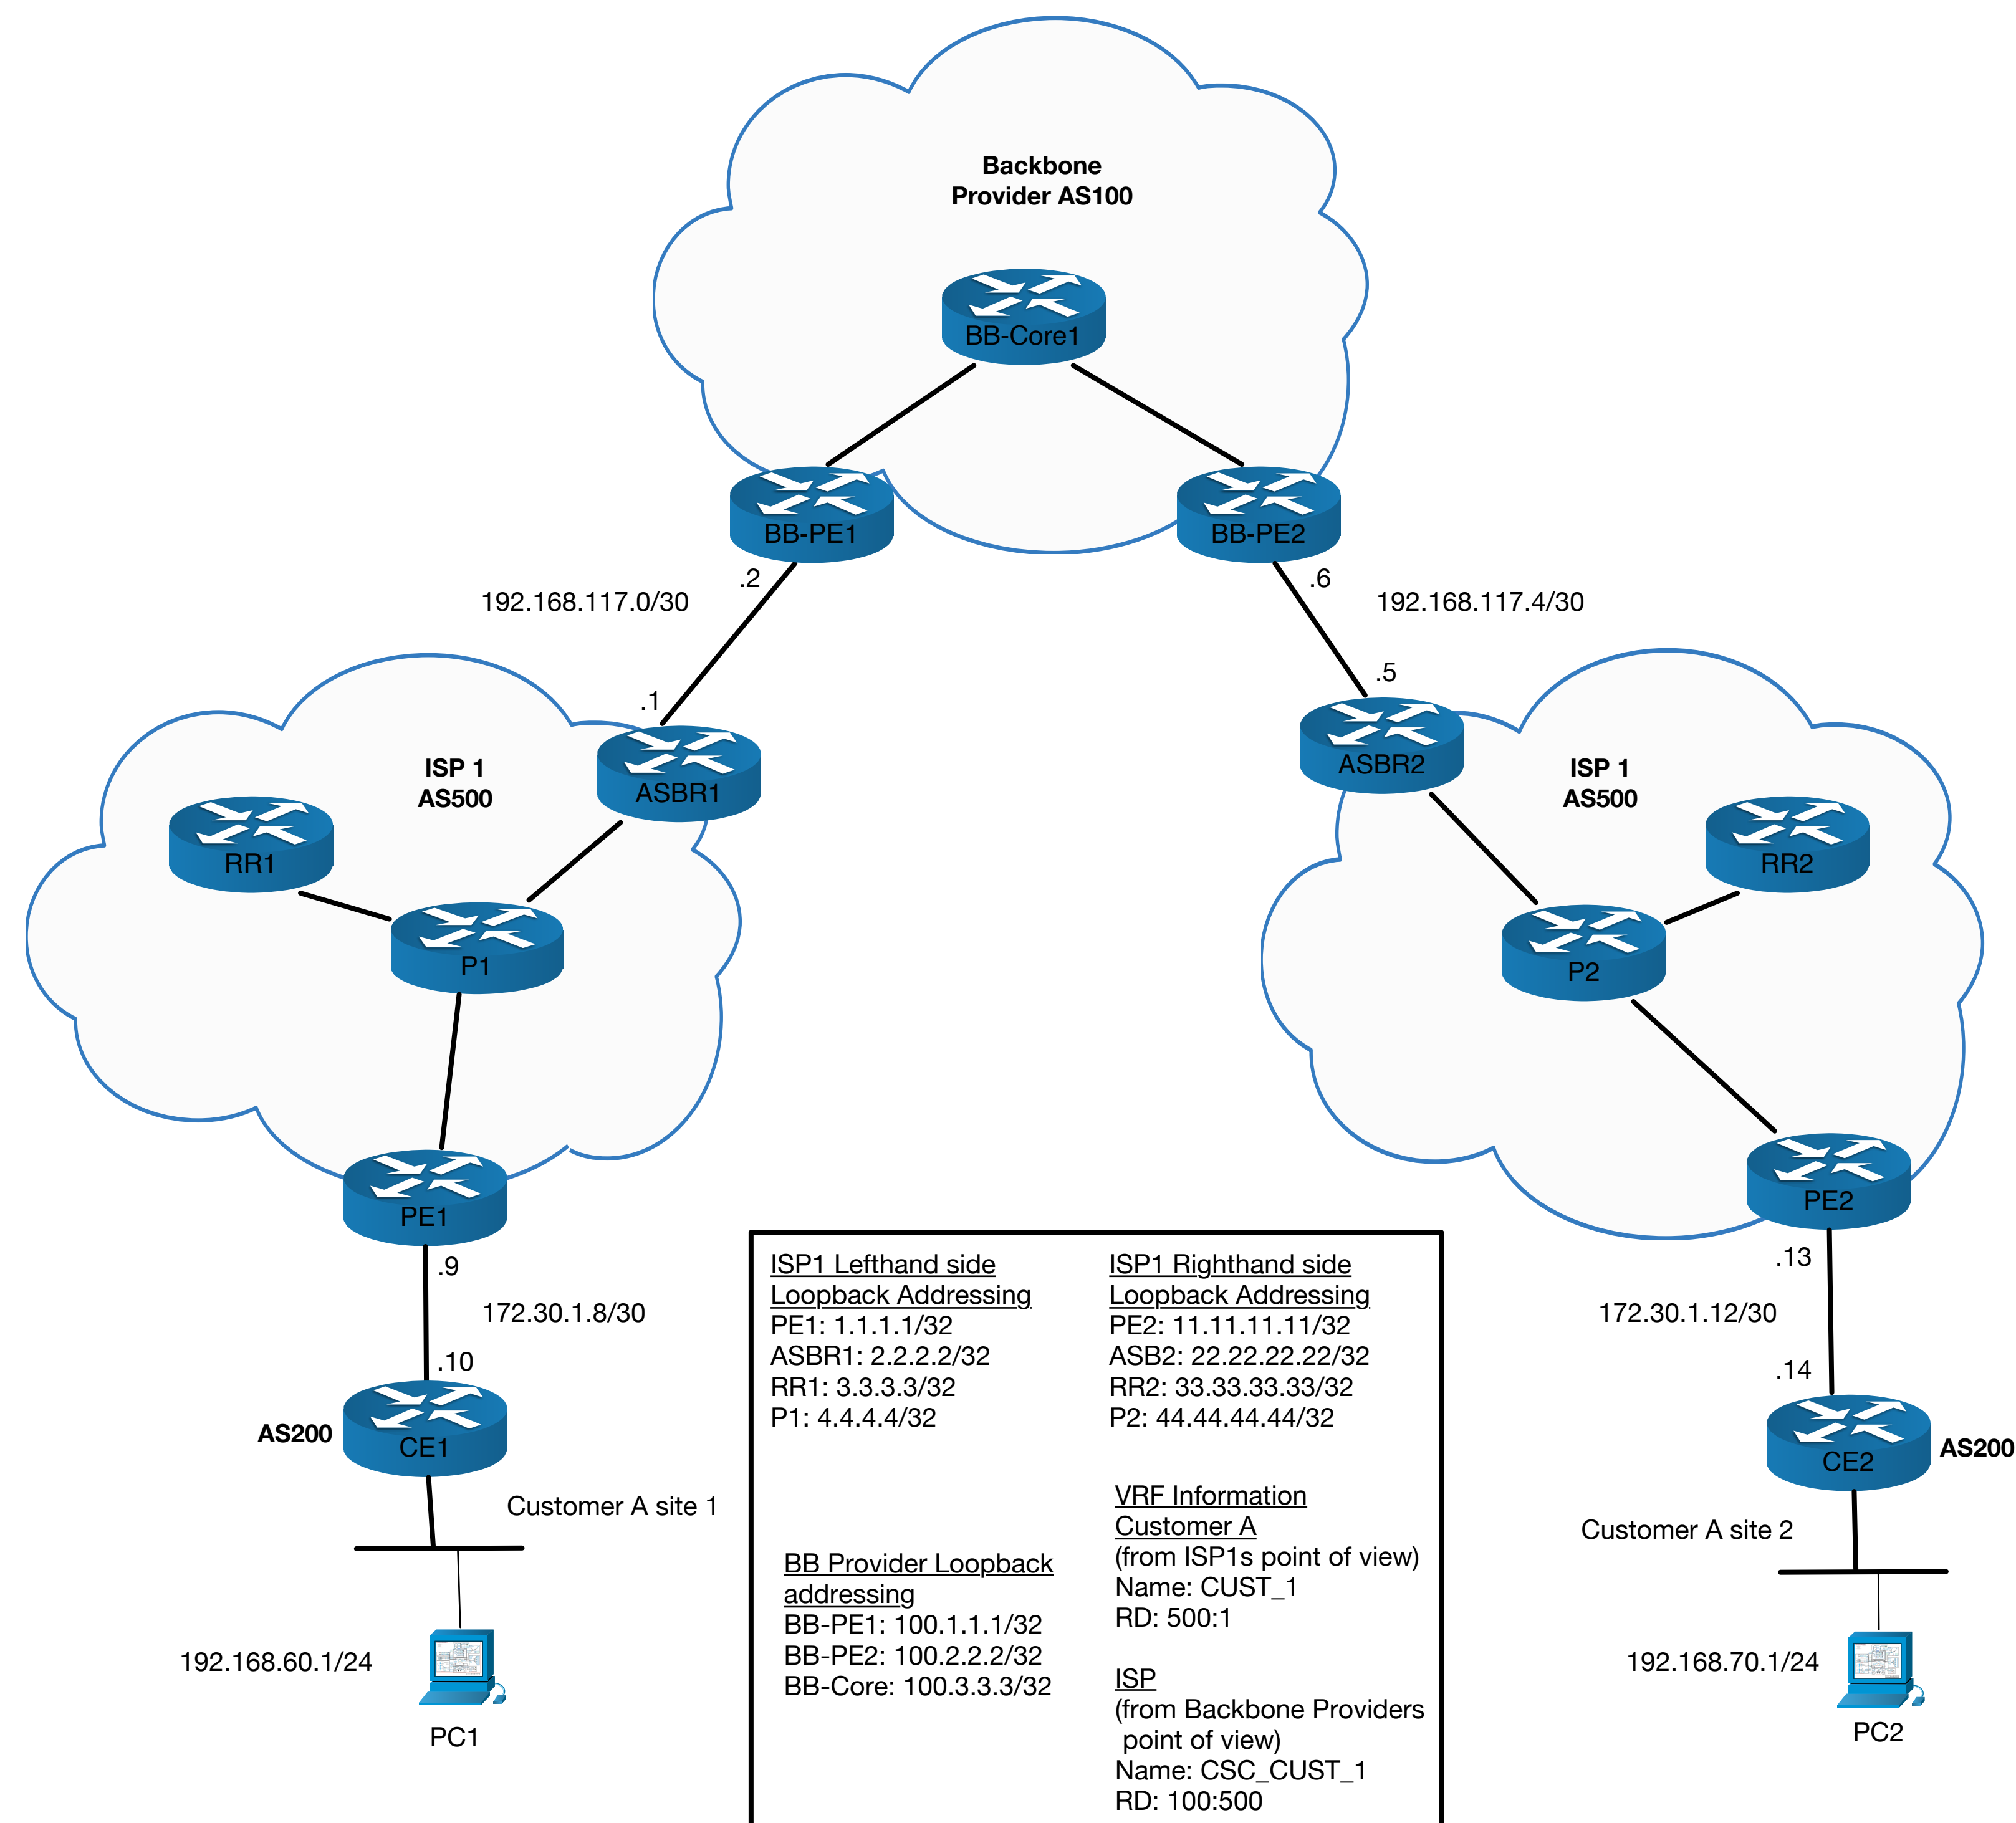 Backbone
Provider AS100
BB-Core1
BB-PE1
BB-PE2
.2
192.168.117.0/30
.6
192.168.117.4/30
.1
.5
ISP 1
AS500
ASBR1
RR1
P1
ASBR2
ISP 1
AS500
RR2
P2
PE1
PE2
.9
172.30.1.8/30
.10
.13
172.30.1.12/30
.14
AS200
CE1
CE2
AS200
Customer A site 1
Customer A site 2
192.168.60.1/24
PC1
192.168.70.1/24
PC2
ISP1 Lefthand side
Loopback Addressing
PE1: 1.1.1.1/32
ASBR1: 2.2.2.2/32
RR1: 3.3.3.3/32
P1: 4.4.4.4/32
ISP1 Righthand side
Loopback Addressing
PE2: 11.11.11.11/32
ASB2: 22.22.22.22/32
RR2: 33.33.33.33/32
P2: 44.44.44.44/32
BB Provider Loopback
addressing
BB-PE1: 100.1.1.1/32
BB-PE2: 100.2.2.2/32
BB-Core: 100.3.3.3/32
VRF Information
Customer A
(from ISP1s point of view)
Name: CUST_1
RD: 500:1
ISP
(from Backbone Providers
point of view)
Name: CSC_CUST_1
RD: 100:500